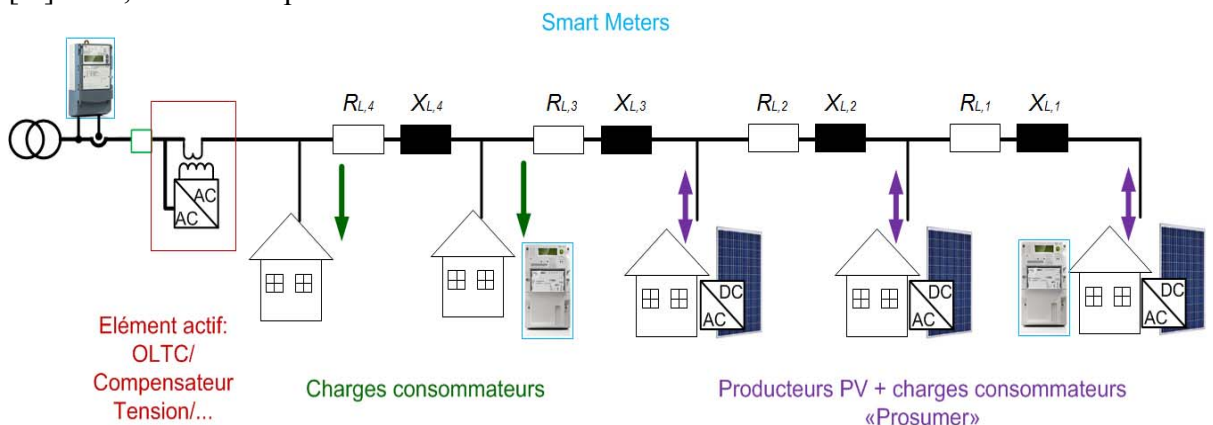 Smart Meters
RL,4 XL,4 RL,3 XL,3 RL,2 XL,2 RL,1 XL,1
AC
AC
DC
AC
DC
AC
DC
AC
Elément actif:
OLTC/
Compensateur
Tension/...
Charges consommateurs
Producteurs PV + charges consommateurs
«Prosumer»